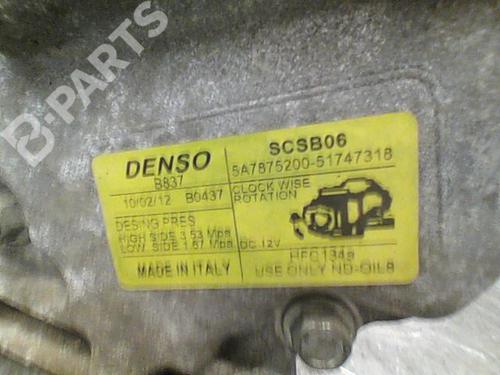 B-PARTS
DENSO
B837
10/02/12 B0437
DESING PRES
HIGH SIDE 3.53 Mpa
LOW SIDE 1.67 Mpa
MADE IN ITALY
SCSB06
5A7875200-51747318
CLOCK WISE
ROTATION
DC 12V
HFC134a
USE ONLY ND-OIL8